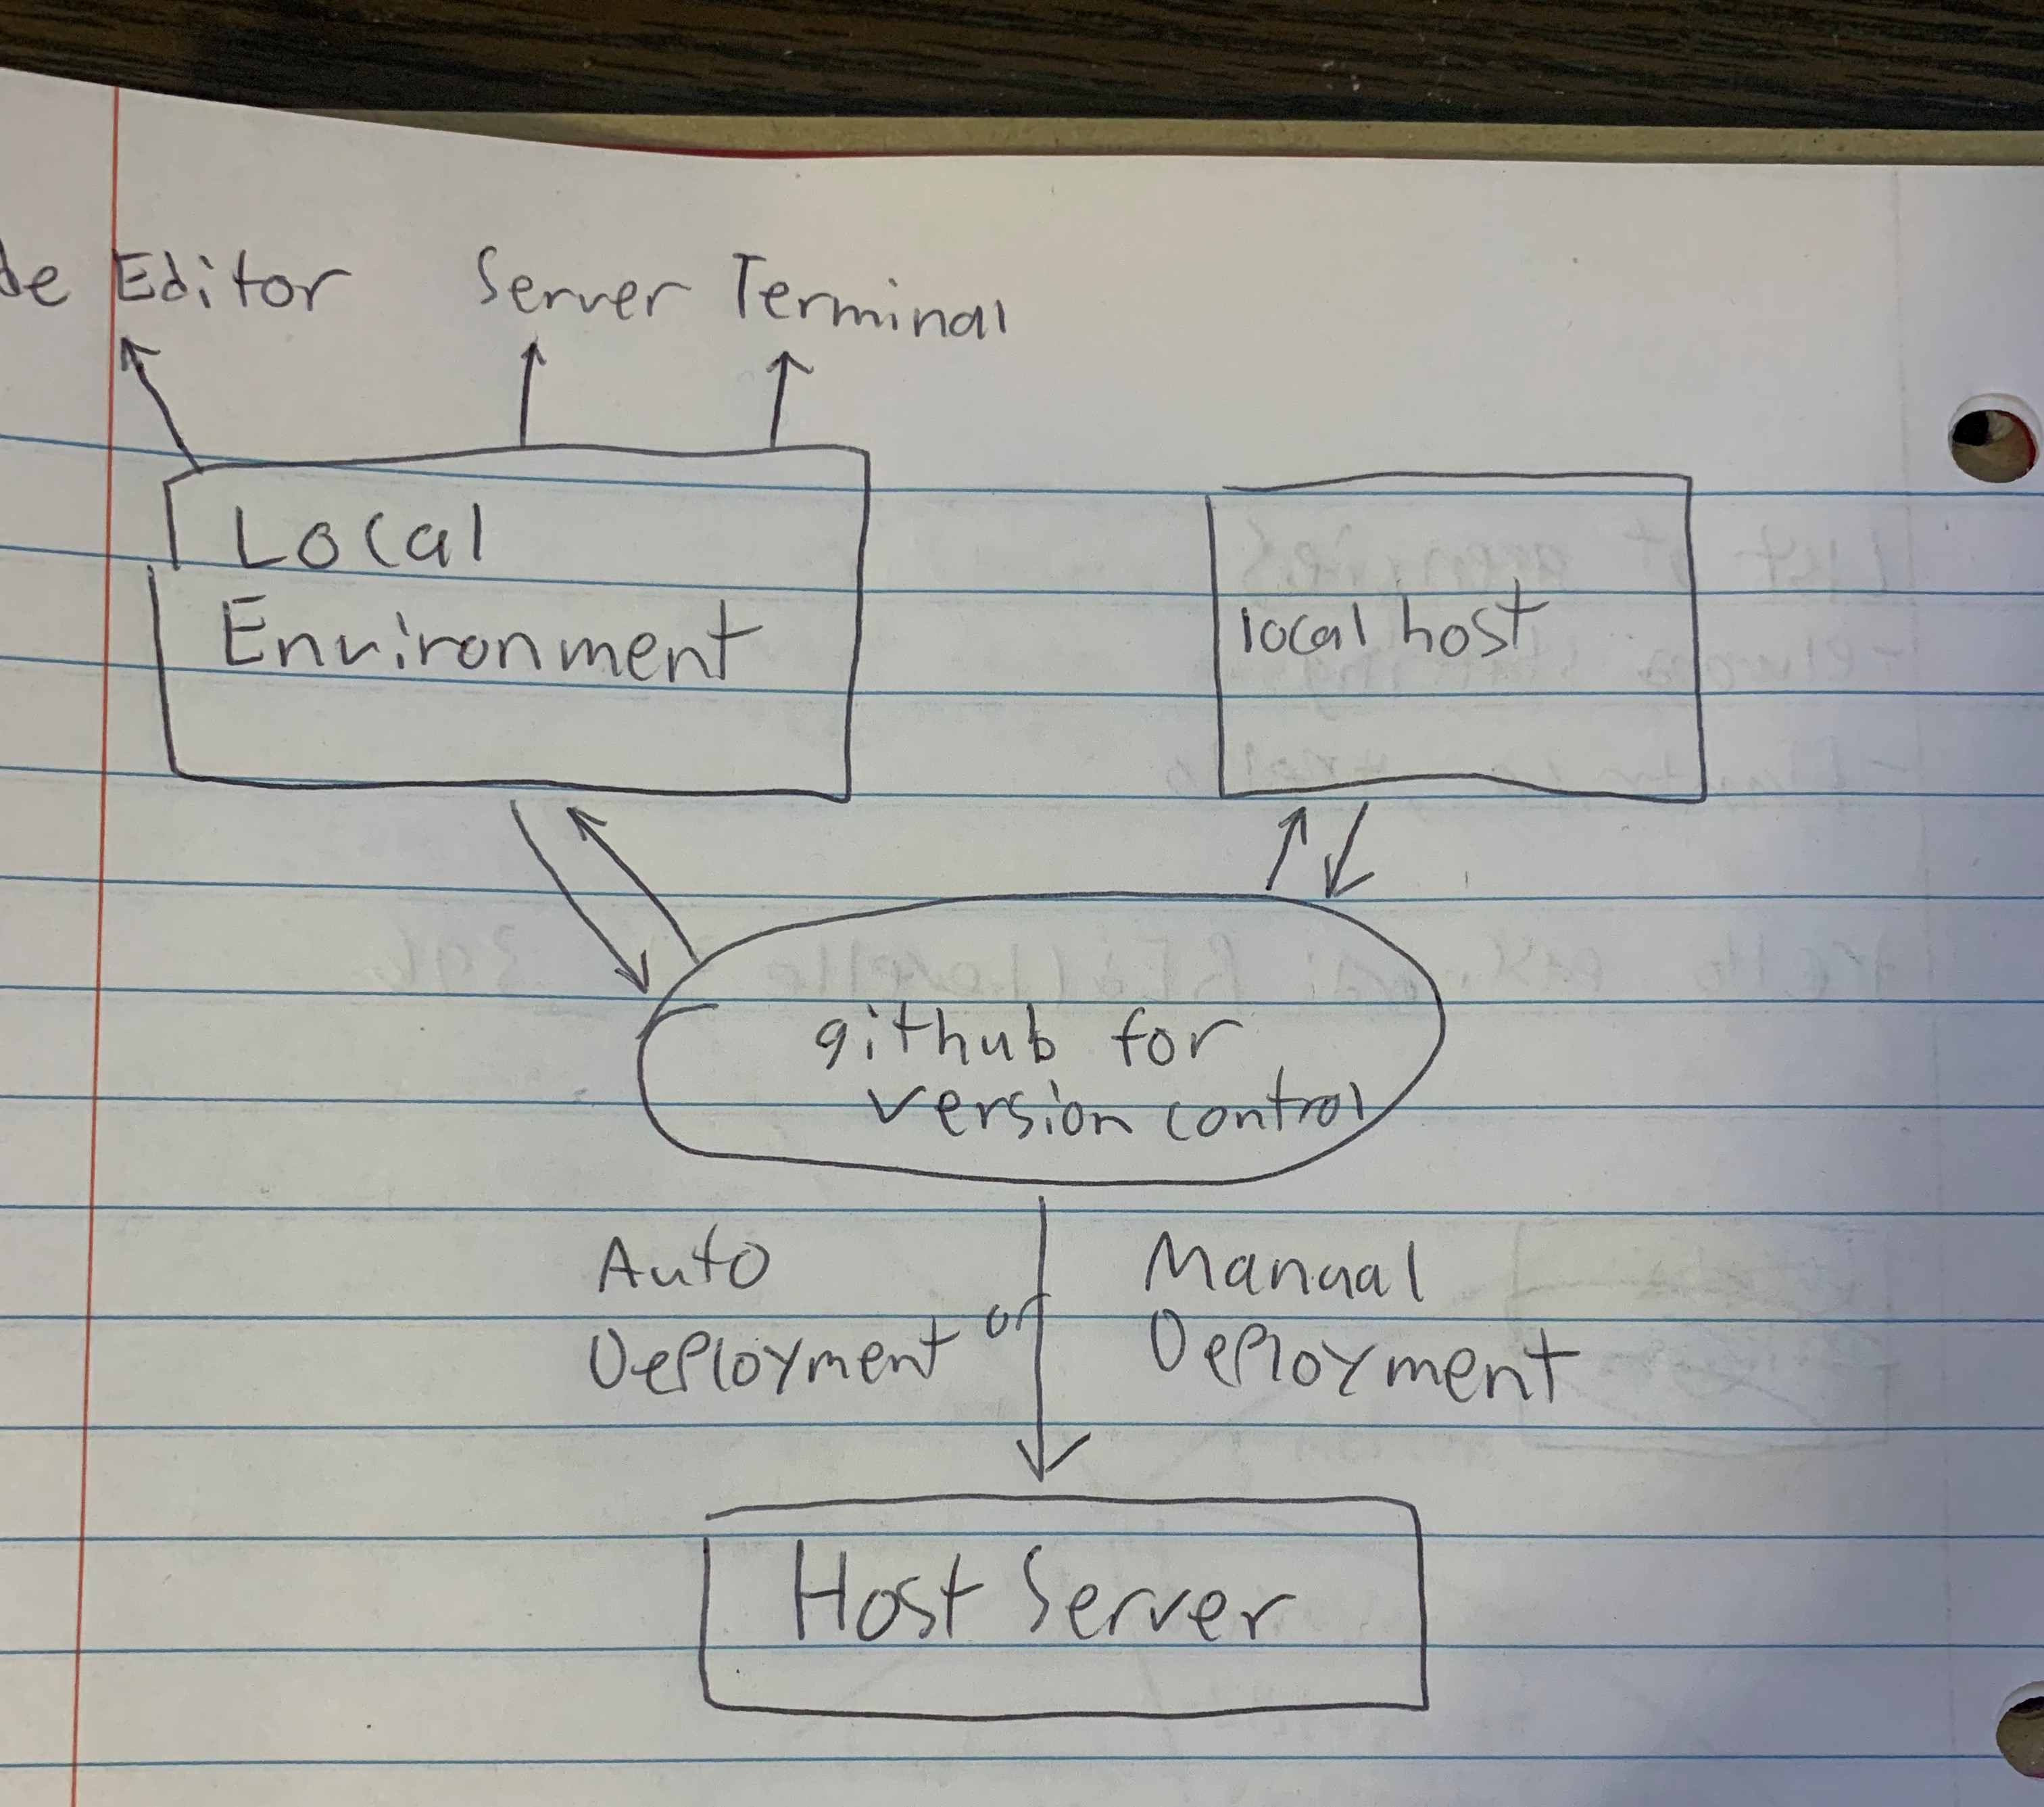 de Editor Server Terminal
Local
Environment
local host
github for
version control
Auto
Deployment
or
Manual
Deployment
Host Server